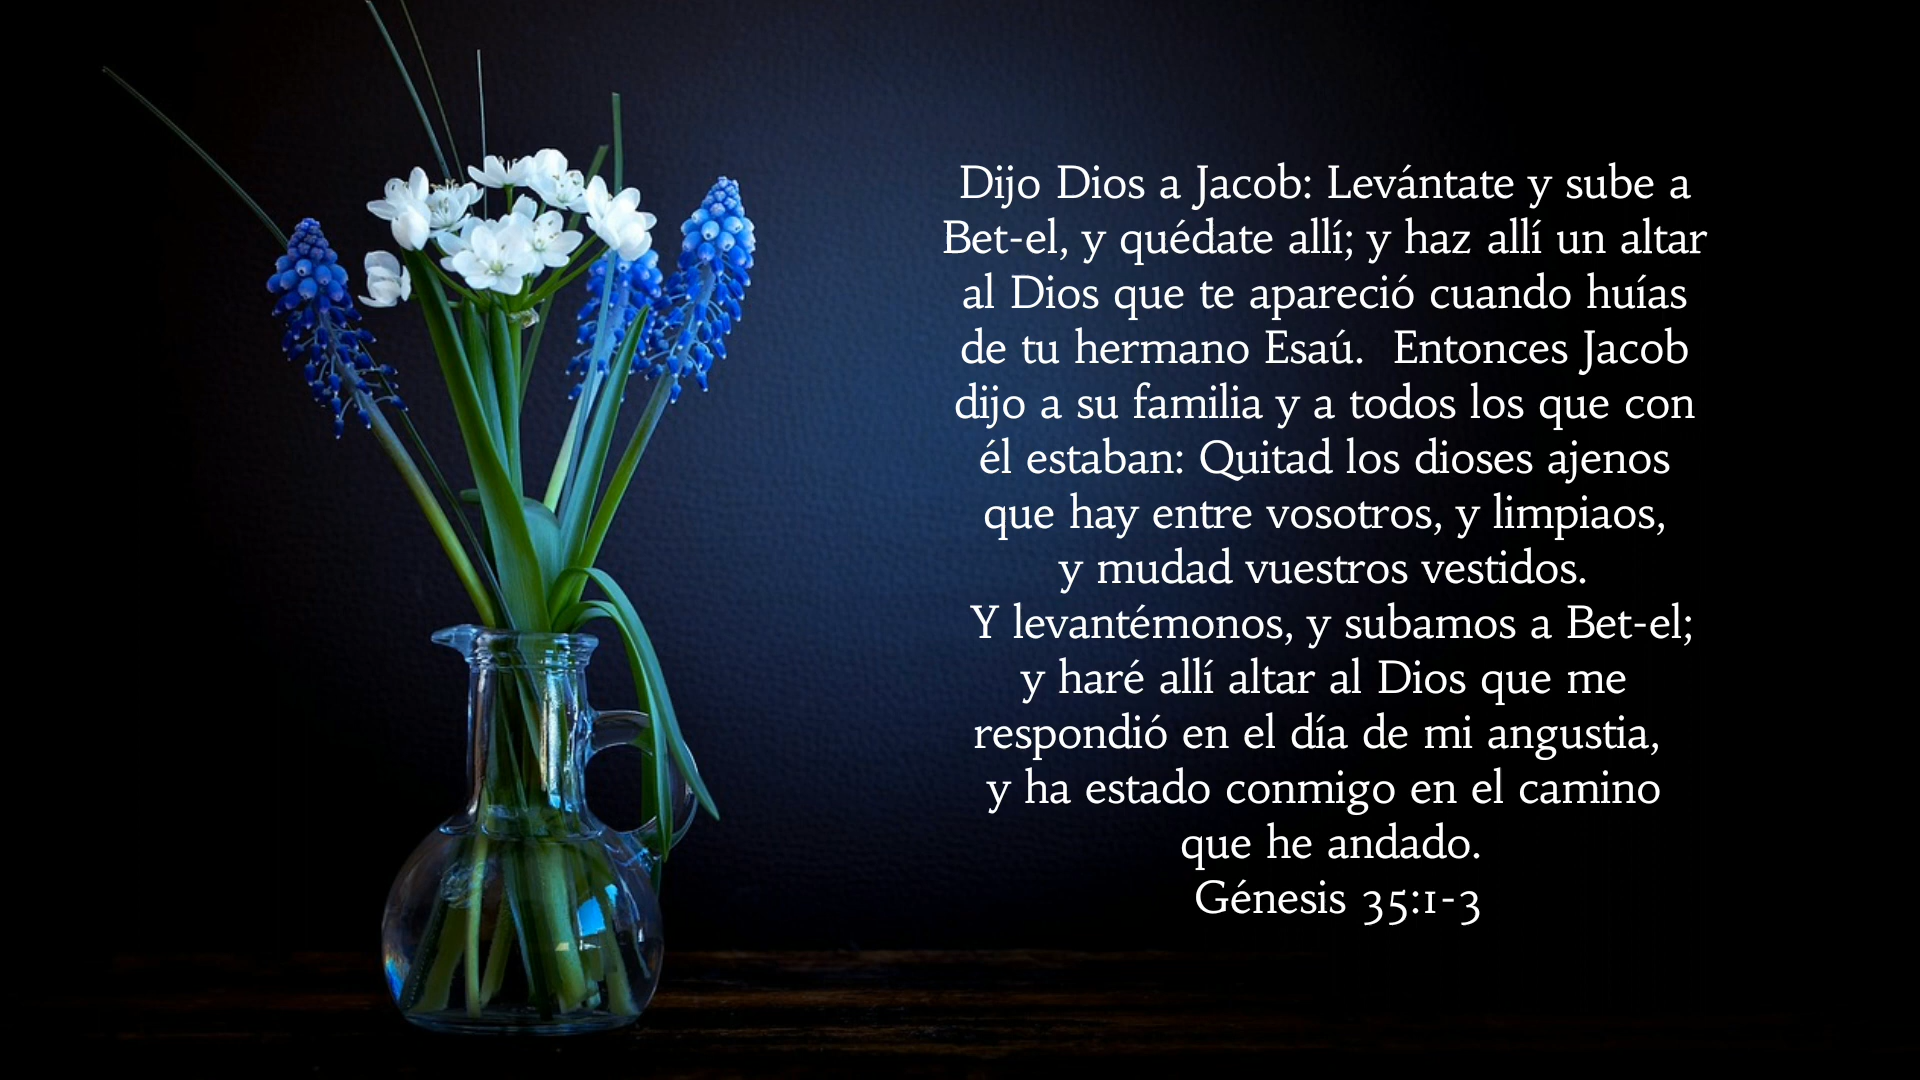 Dijo Dios a Jacob: Levántate y sube a
Bet-el, y quédate allí; y haz allí un altar
al Dios que te apareció cuando huías
de tu hermano Esaú.  Entonces Jacob
dijo a su familia y a todos los que con
él estaban: Quitad los dioses ajenos
que hay entre vosotros, y limpiaos,
y mudad vuestros vestidos.
Y levantémonos, y subamos a Bet-el;
y haré allí altar al Dios que me
respondió en el día de mi angustia,
y ha estado conmigo en el camino
que he andado.
Génesis 35:1-3